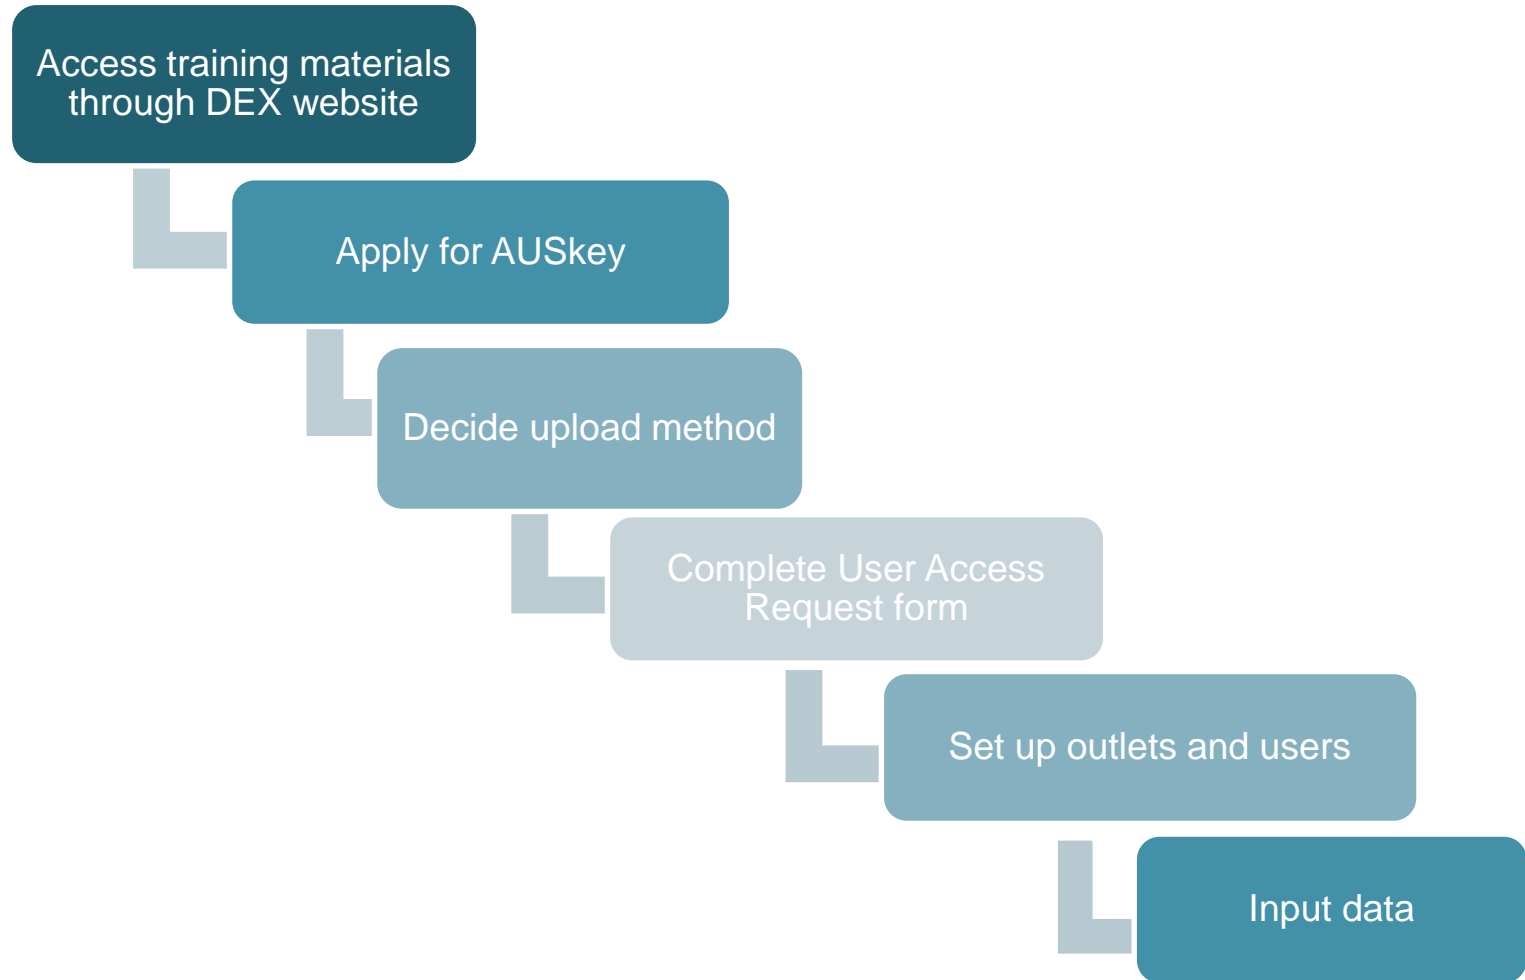 Access training materials
through DEX website
Apply for AUSkey
Decide upload method
Complete User Access
Request form
Set up outlets and users
Input data